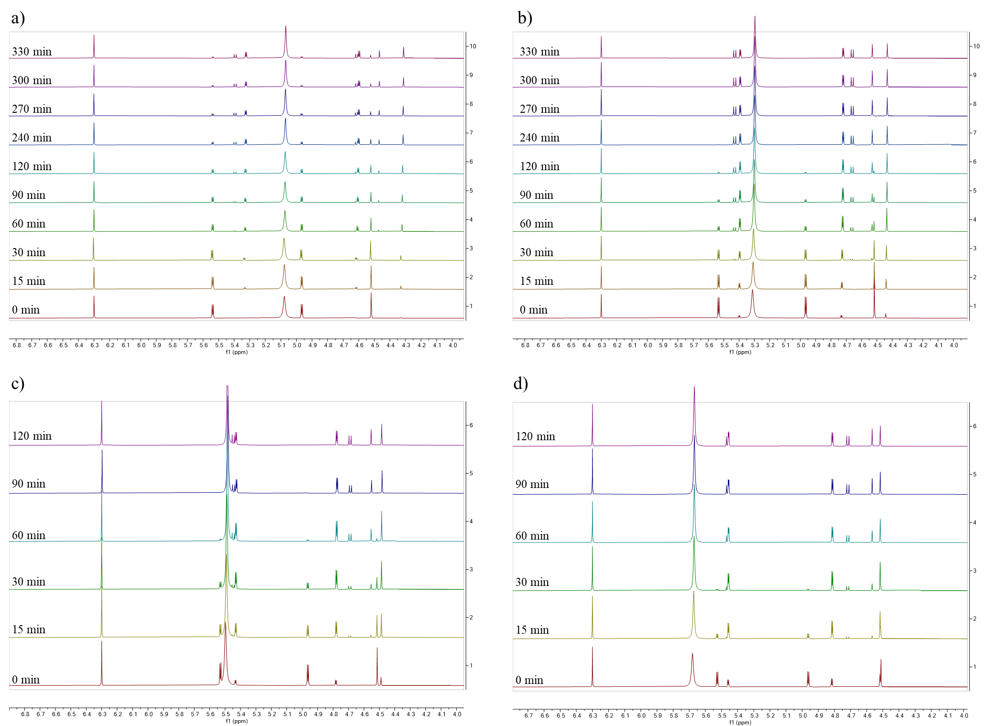 a)
330 min
300 min
270 min
240 min
120 min
90 min
60 min
30 min
15 min
0 min
10
9
8
7
6
5
4
3
2
1
6.8 6.7 6.6 6.5 6.4 6.3 6.2 6.1 6.0 5.9 5.8 5.7 5.6 5.5 5.4 5.3 5.2 5.1 5.0 4.9 4.8 4.7 4.6 4.5 4.4 4.3 4.2 4.1 4.0
f1 (ppm)
b)
330 min
300 min
270 min
240 min
120 min
90 min
60 min
30 min
15 min
0 min
10
9
8
7
6
5
4
3
2
1
6.8 6.7 6.6 6.5 6.4 6.3 6.2 6.1 6.0 5.9 5.8 5.7 5.6 5.5 5.4 5.3 5.2 5.1 5.0 4.9 4.8 4.7 4.6 4.5 4.4 4.3 4.2 4.1 4.0
f1 (ppm)
c)
120 min
90 min
60 min
30 min
15 min
0 min
6
5
4
3
2
1
6.8 6.7 6.6 6.5 6.4 6.3 6.2 6.1 6.0 5.9 5.8 5.7 5.6 5.5 5.4 5.3 5.2 5.1 5.0 4.9 4.8 4.7 4.6 4.5 4.4 4.3 4.2 4.1 4.0
f1 (ppm)
d)
120 min
90 min
60 min
30 min
15 min
0 min
6
5
4
3
2
1
6.7 6.6 6.5 6.4 6.3 6.2 6.1 6.0 5.9 5.8 5.7 5.6 5.5 5.4 5.3 5.2 5.1 5.0 4.9 4.8 4.7 4.6 4.5 4.4 4.3 4.2 4.1 4.0
f1 (ppm)